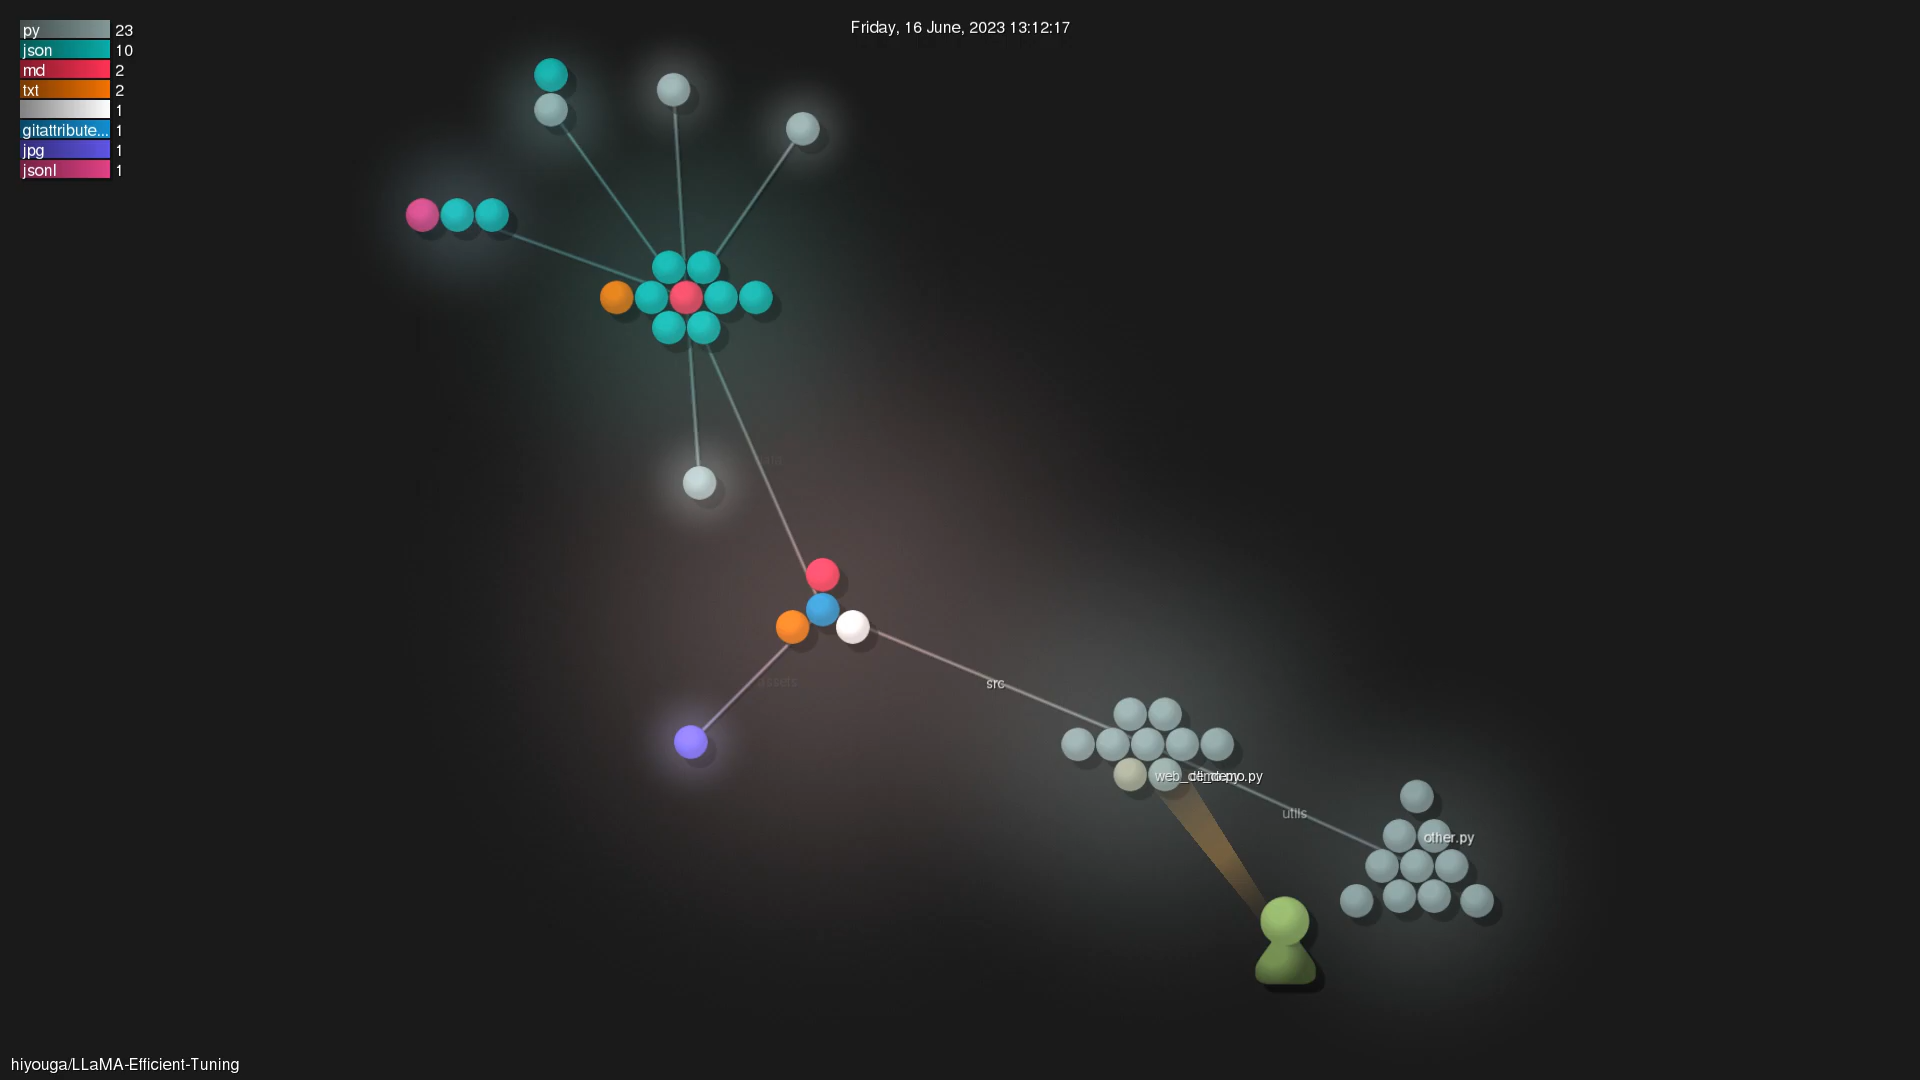 Friday, 16 June, 2023 13:12:17
py 23
json 10
md 2
txt 2
1
gitattribute... 1
jpg 1
jsonl 1
src
utils
other.py
hiyouga/LLaMA-Efficient-Tuning